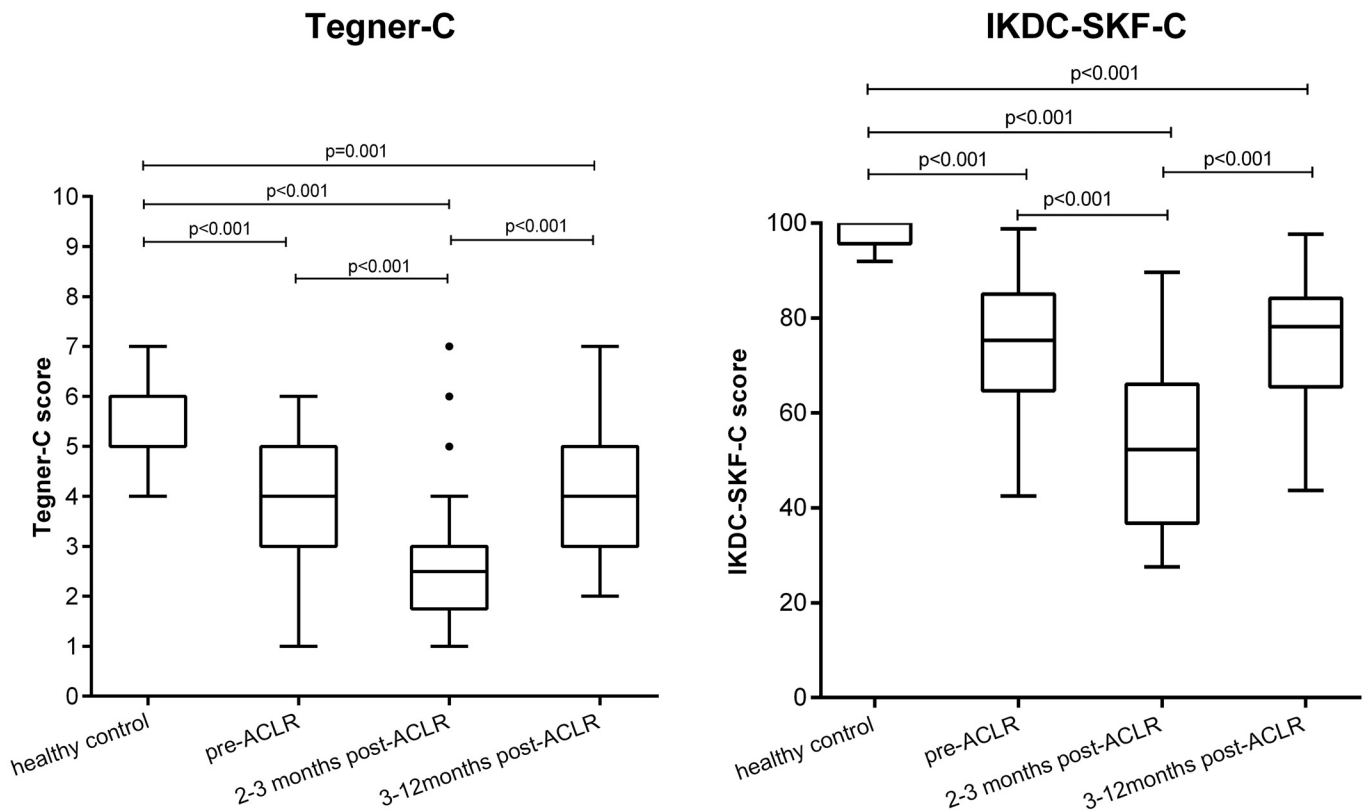 Tegner-C
p=0.001
p<0.001
p<0.001
p<0.001
p<0.001
Tegner-C score
10
9
8
7
6
5
4
3
2
1
0
healthy control
pre-ACLR
2-3 months post-ACLR
3-12months post-ACLR
IKDC-SKF-C
p<0.001
p<0.001
p<0.001
p<0.001
p<0.001
IKDC-SKF-C score
100
80
60
40
20
0
healthy control
pre-ACLR
2-3 months post-ACLR
3-12months post-ACLR